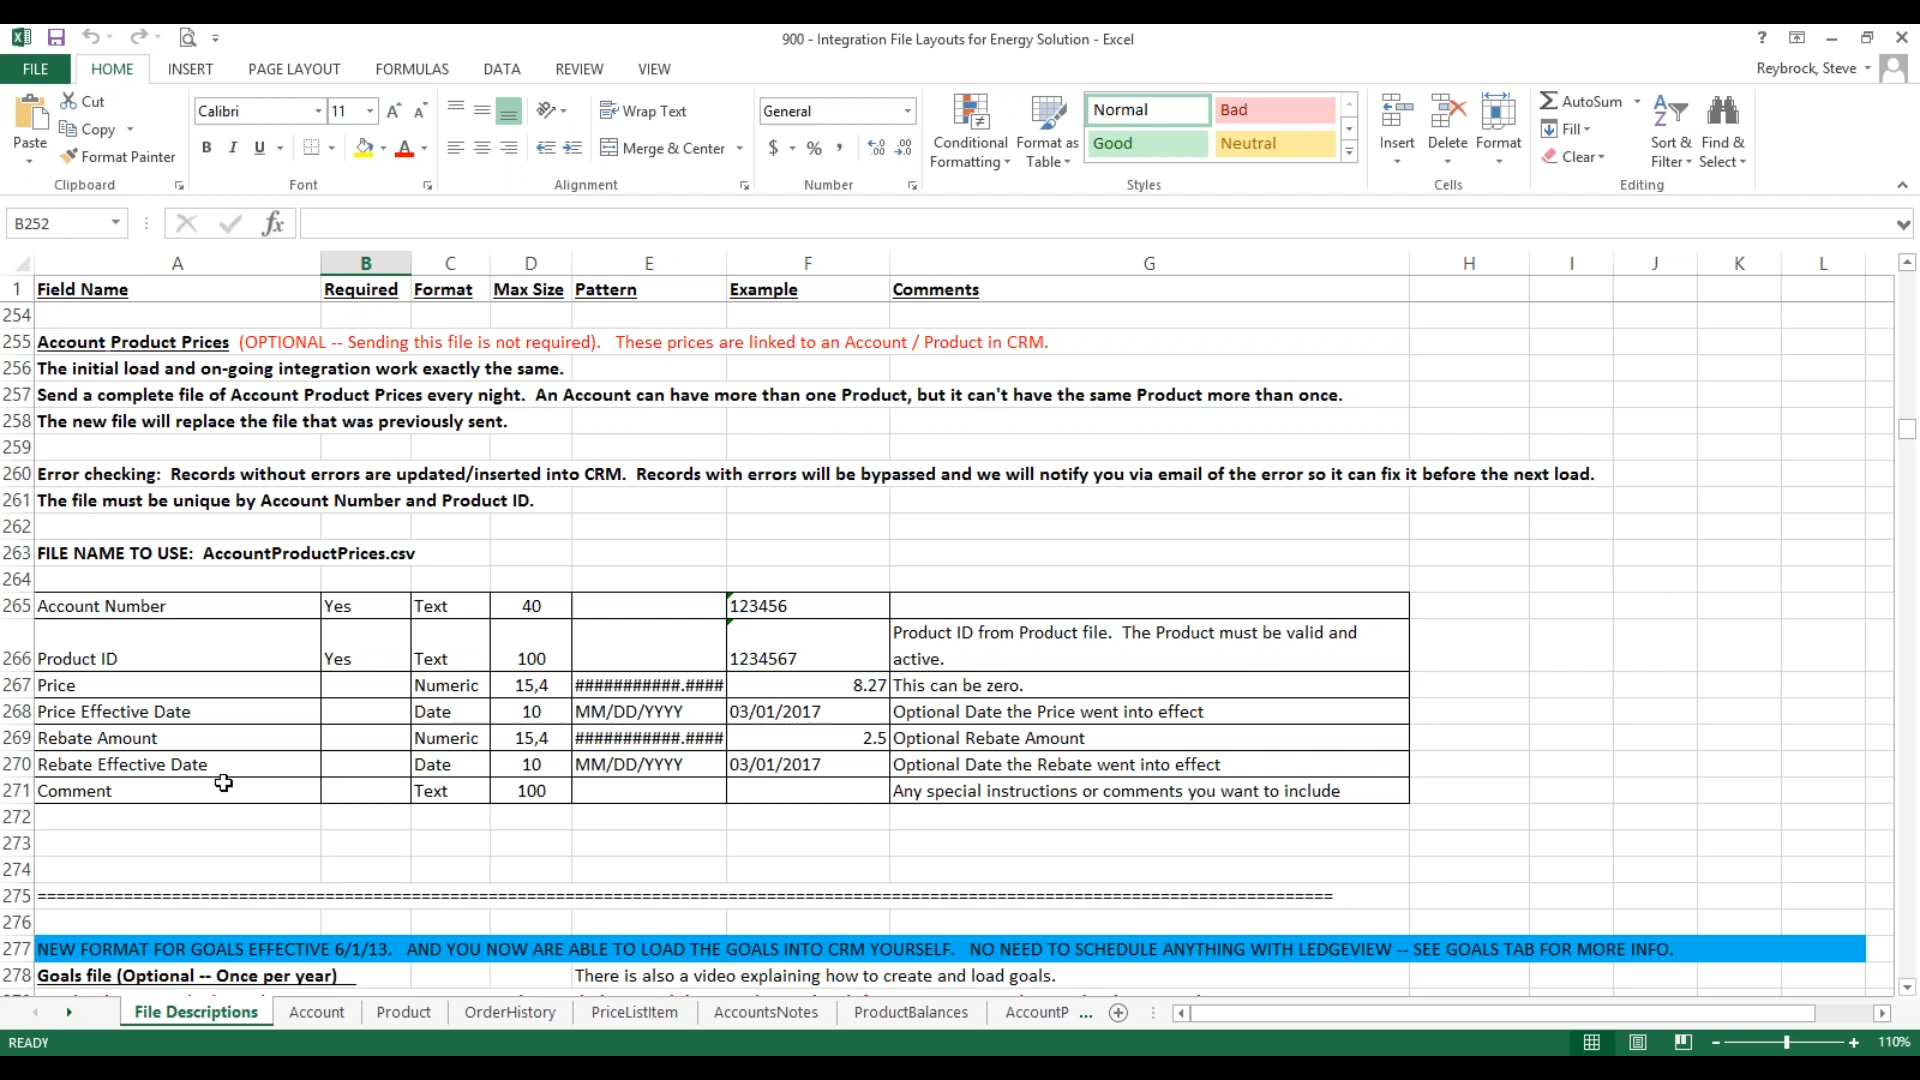 900 - Integration File Layouts for Energy Solution - Excel
?
FILE HOME INSERT PAGE LAYOUT FORMULAS DATA REVIEW VIEW
Reybrock, Steve
Paste
Cut
Copy
Format Painter
Clipboard
Calibri 11
B I U
Font
Wrap Text
Merge & Center
Alignment
General
$ % ,
Number
Conditional Formatting
Format as Table
Normal Bad
Good Neutral
Styles
Insert Delete Format
Cells
AutoSum
Fill
Clear
Sort & Filter
Find & Select
Editing
B252
fx
A B C D E F G H I J K L
1 Field Name Required Format Max Size Pattern Example Comments
254
255 Account Product Prices (OPTIONAL -- Sending this file is not required). These prices are linked to an Account / Product in CRM.
256 The initial load and on-going integration work exactly the same.
257 Send a complete file of Account Product Prices every night. An Account can have more than one Product, but it can't have the same Product more than once.
258 The new file will replace the file that was previously sent.
259
260 Error checking: Records without errors are updated/inserted into CRM. Records with errors will be bypassed and we will notify you via email of the error so it can fix it before the next load.
261 The file must be unique by Account Number and Product ID.
262
263 FILE NAME TO USE: AccountProductPrices.csv
264
265 Account Number Yes Text 40 123456
266 Product ID Yes Text 100 1234567 Product ID from Product file. The Product must be valid and active.
267 Price Numeric 15,4 ###########.#### 8.27 This can be zero.
268 Price Effective Date Date 10 MM/DD/YYYY 03/01/2017 Optional Date the Price went into effect
269 Rebate Amount Numeric 15,4 ###########.#### 2.5 Optional Rebate Amount
270 Rebate Effective Date Date 10 MM/DD/YYYY 03/01/2017 Optional Date the Rebate went into effect
271 Comment Text 100 Any special instructions or comments you want to include
272
273
274
275 =======================================================================================================================================
276
277 NEW FORMAT FOR GOALS EFFECTIVE 6/1/13. AND YOU NOW ARE ABLE TO LOAD THE GOALS INTO CRM YOURSELF. NO NEED TO SCHEDULE ANYTHING WITH LEDGEVIEW -- SEE GOALS TAB FOR MORE INFO.
278 Goals file (Optional -- Once per year) There is also a video explaining how to create and load goals.
File Descriptions Account Product OrderHistory PriceListItem AccountsNotes ProductBalances AccountP ...
READY
110%